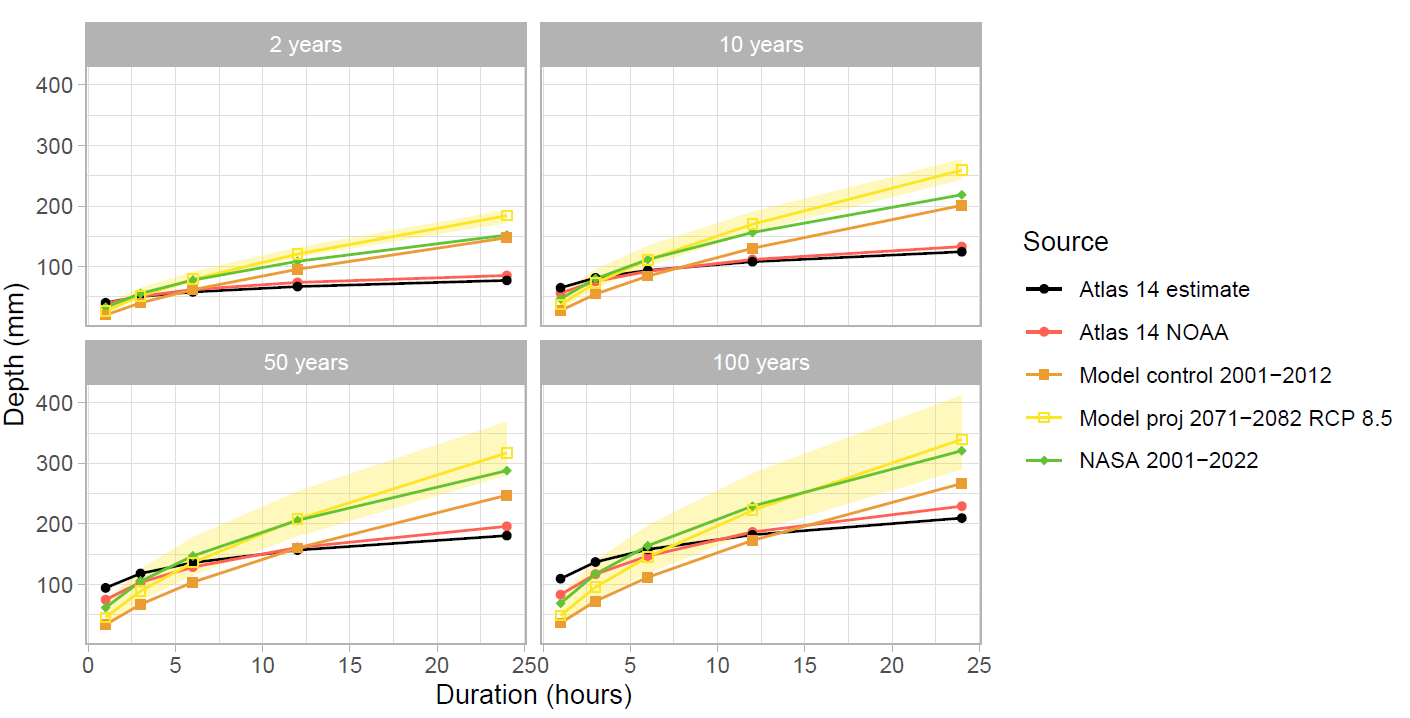 2 years
10 years
400
300
200
100
50 years
100 years
400
300
200
100
0
5
10
15
20
25
0
5
10
15
20
25
Duration (hours)
Depth (mm)
Source
Atlas 14 estimate
Atlas 14 NOAA
Model control 2001−2012
Model proj 2071−2082 RCP 8.5
NASA 2001−2022